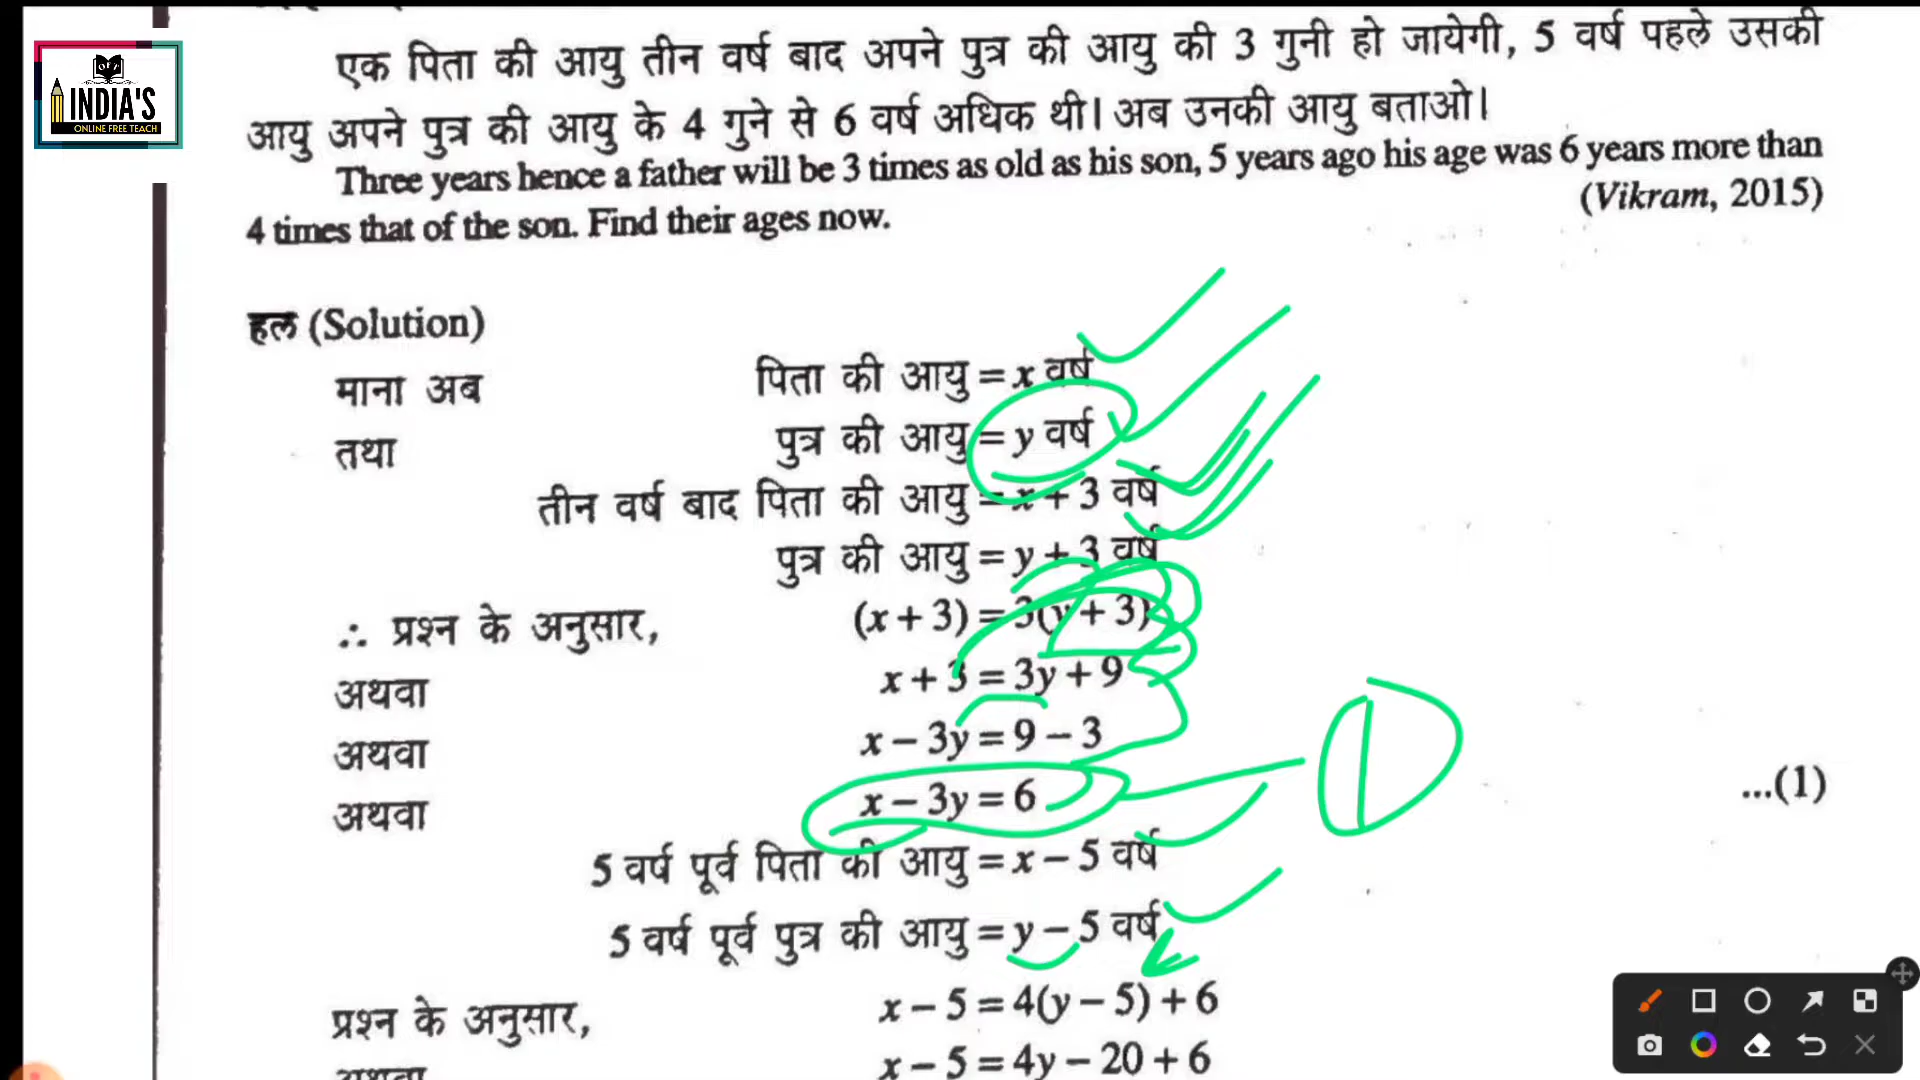 INDIA'S
ONLINE FREE TEACH
एक पिता की आयु तीन वर्ष बाद अपने पुत्र की आयु की 3 गुनी हो जायेगी, 5 वर्ष पहले उसकी
आयु अपने पुत्र की आयु के 4 गुने से 6 वर्ष अधिक थी। अब उनकी आयु बताओ।
Three years hence a father will be 3 times as old as his son, 5 years ago his age was 6 years more than
4 times that of the son. Find their ages now. (Vikram, 2015)
हल (Solution)
माना अब पिता की आयु = x वर्ष
तथा पुत्र की आयु = y वर्ष
तीन वर्ष बाद पिता की आयु = x + 3 वर्ष
पुत्र की आयु = y + 3 वर्ष
∴ प्रश्न के अनुसार, (x + 3) = 3(y + 3)
अथवा x + 3 = 3y + 9
अथवा x – 3y = 9 – 3
अथवा x – 3y = 6 ...(1)
5 वर्ष पूर्व पिता की आयु = x – 5 वर्ष
5 वर्ष पूर्व पुत्र की आयु = y – 5 वर्ष
प्रश्न के अनुसार, x – 5 = 4(y – 5) + 6
x – 5 = 4y – 20 + 6